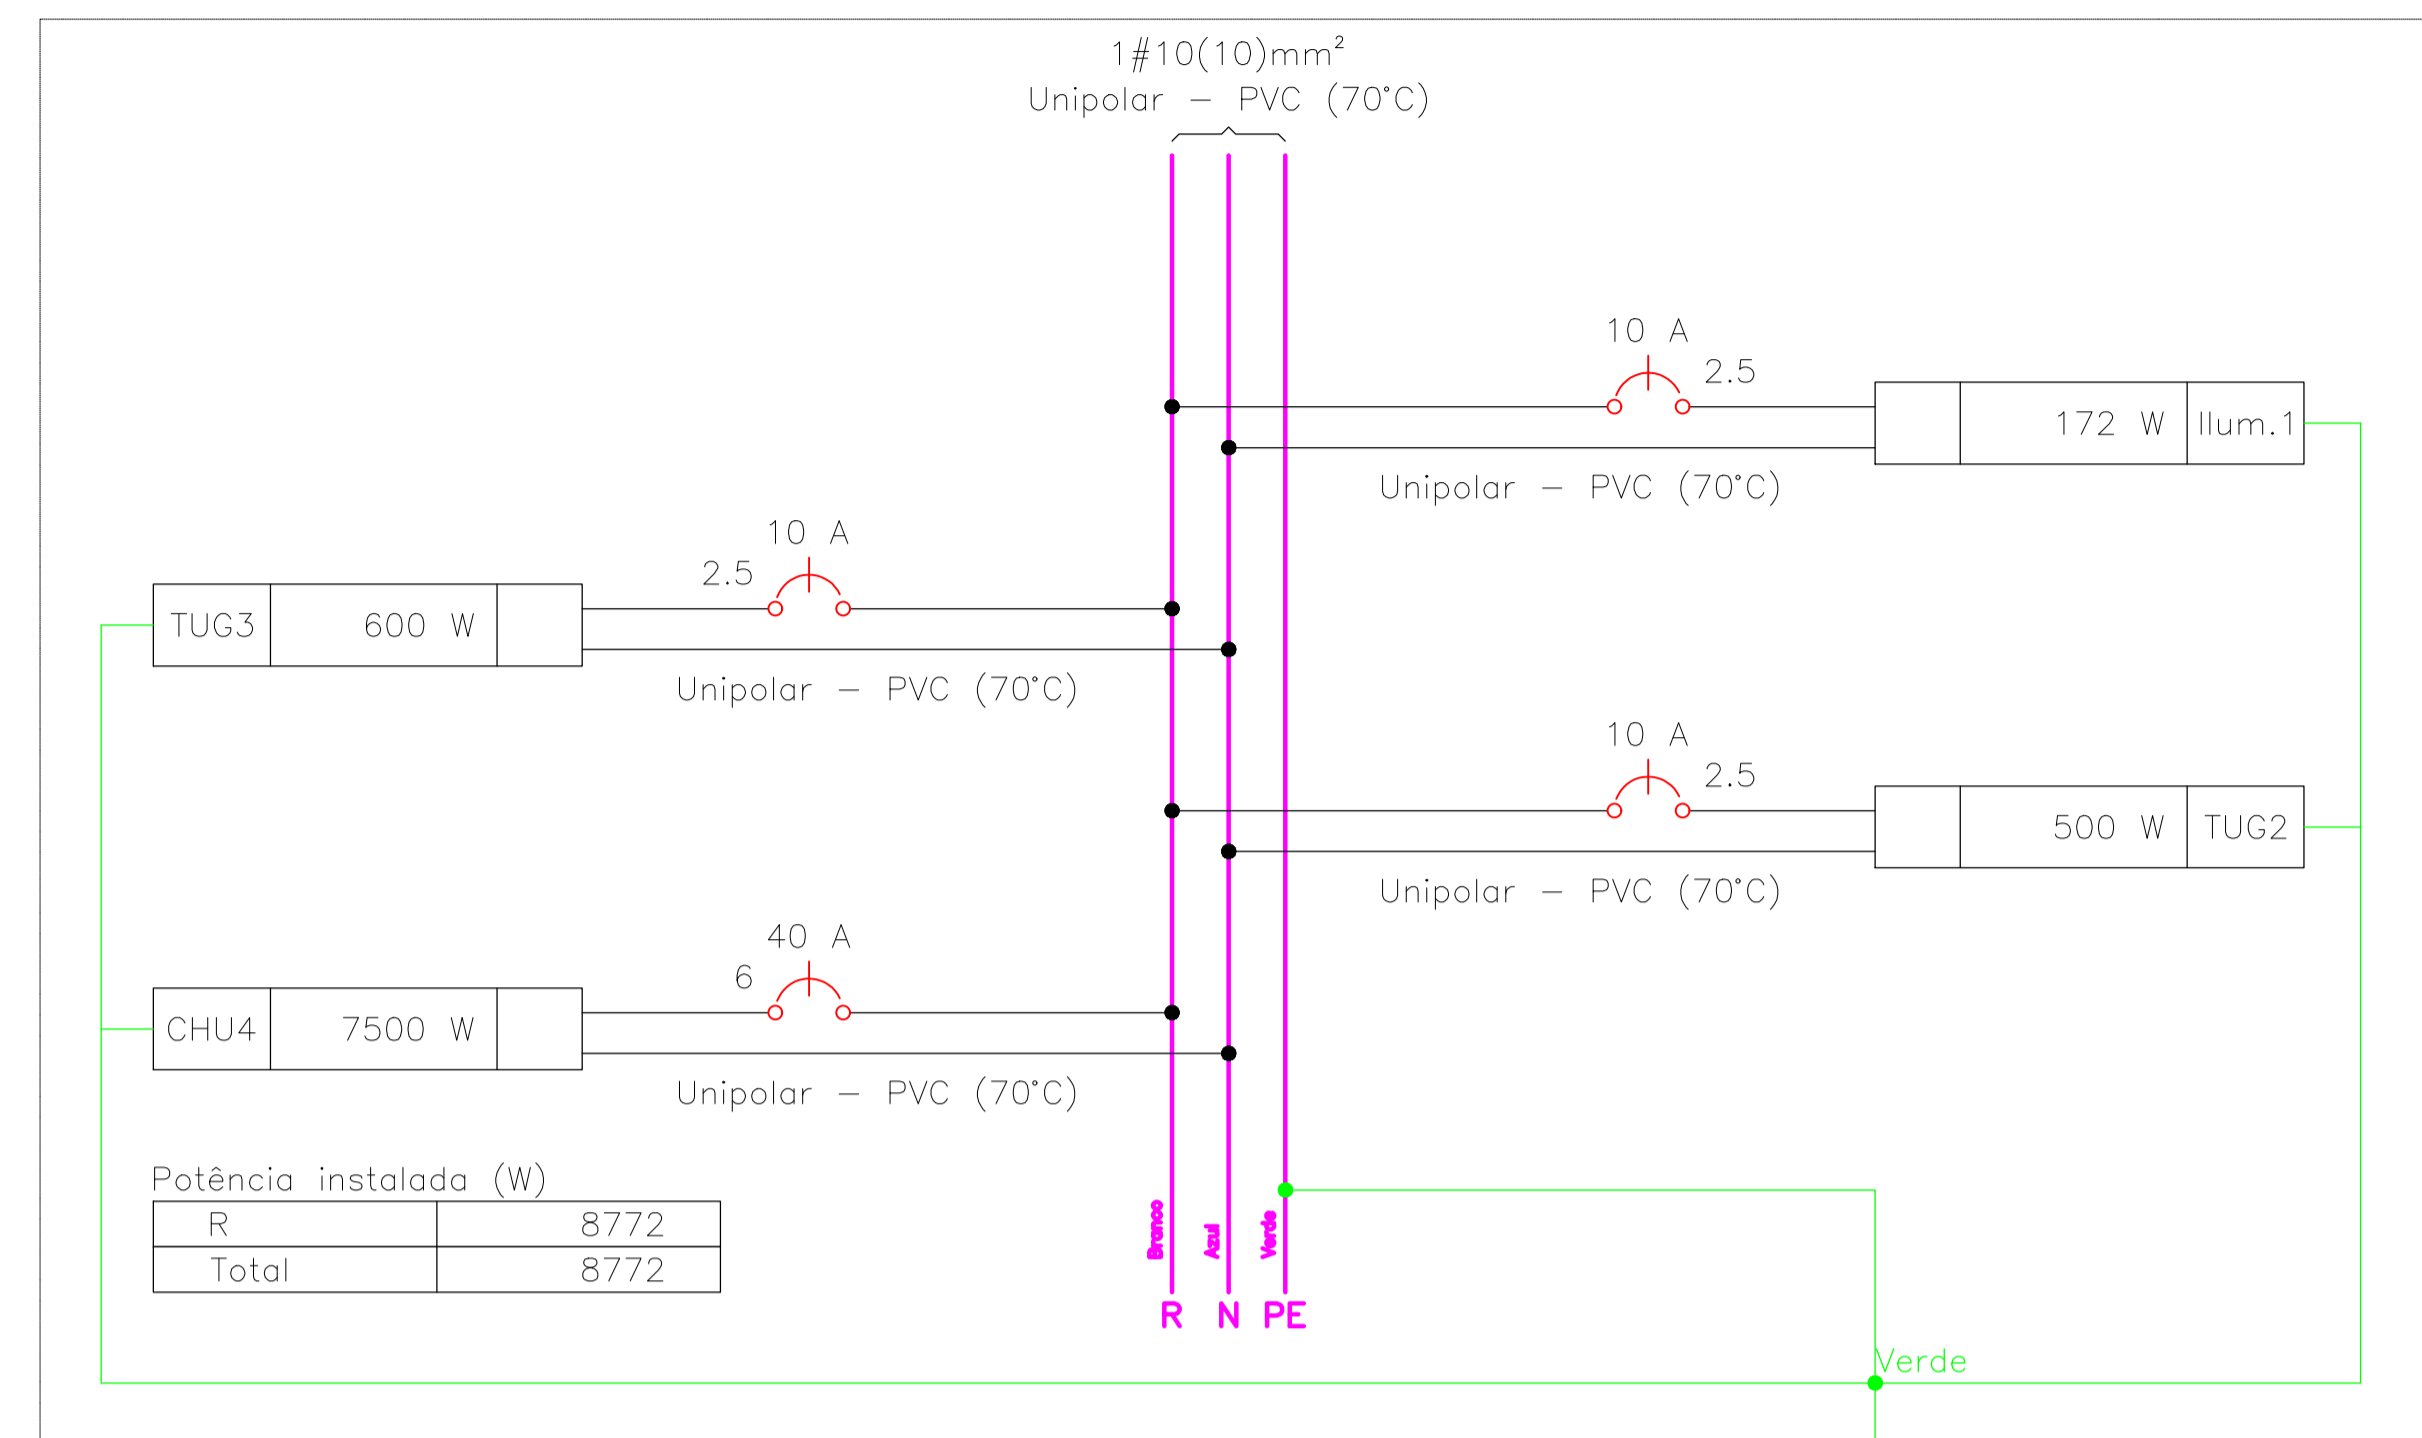 1#10(10)mm²
Unipolar – PVC (70°C)
10 A
2.5
172 W Ilum.1
Unipolar – PVC (70°C)
10 A
2.5
TUG3 600 W
Unipolar – PVC (70°C)
10 A
2.5
500 W TUG2
Unipolar – PVC (70°C)
40 A
6
CHU4 7500 W
Unipolar – PVC (70°C)
Potência instalada (W)
R 8772
Total 8772
Branco
Azul
Verde
R N PE
Verde